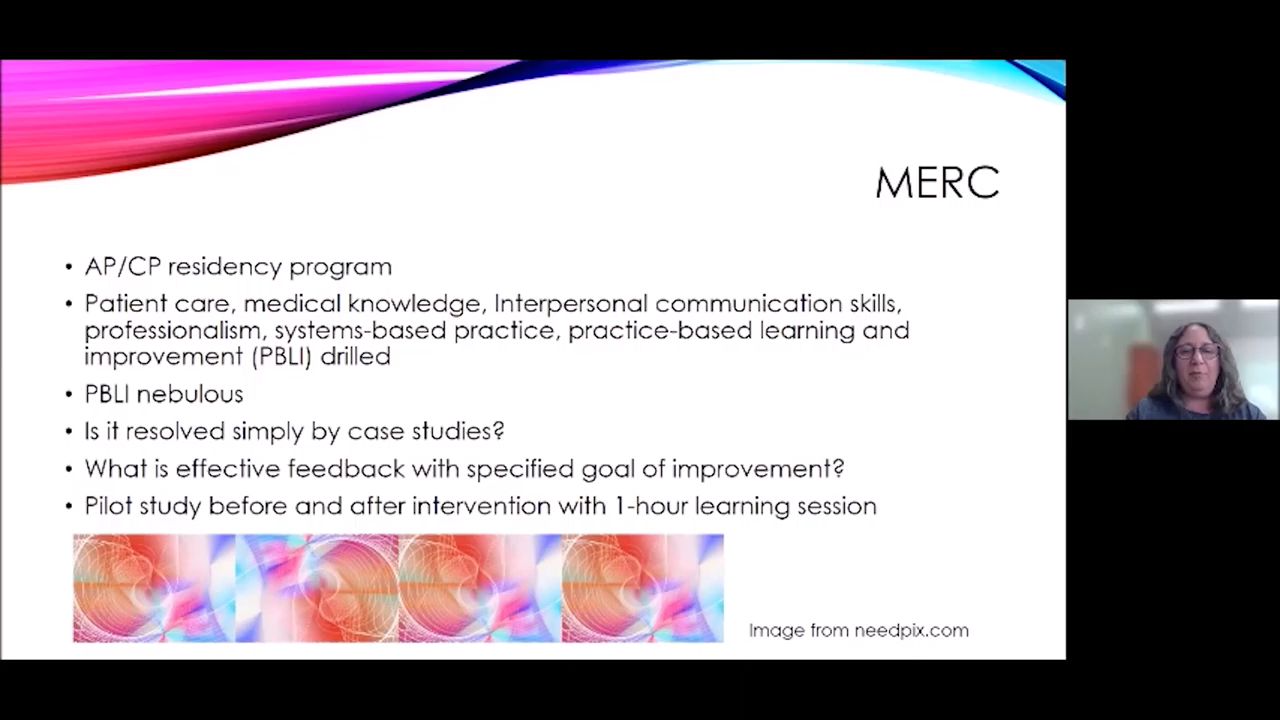 MERC
• AP/CP residency program
• Patient care, medical knowledge, Interpersonal communication skills,
professionalism, systems-based practice, practice-based learning and
improvement (PBLI) drilled
• PBLI nebulous
• Is it resolved simply by case studies?
• What is effective feedback with specified goal of improvement?
• Pilot study before and after intervention with 1-hour learning session
Image from needpix.com